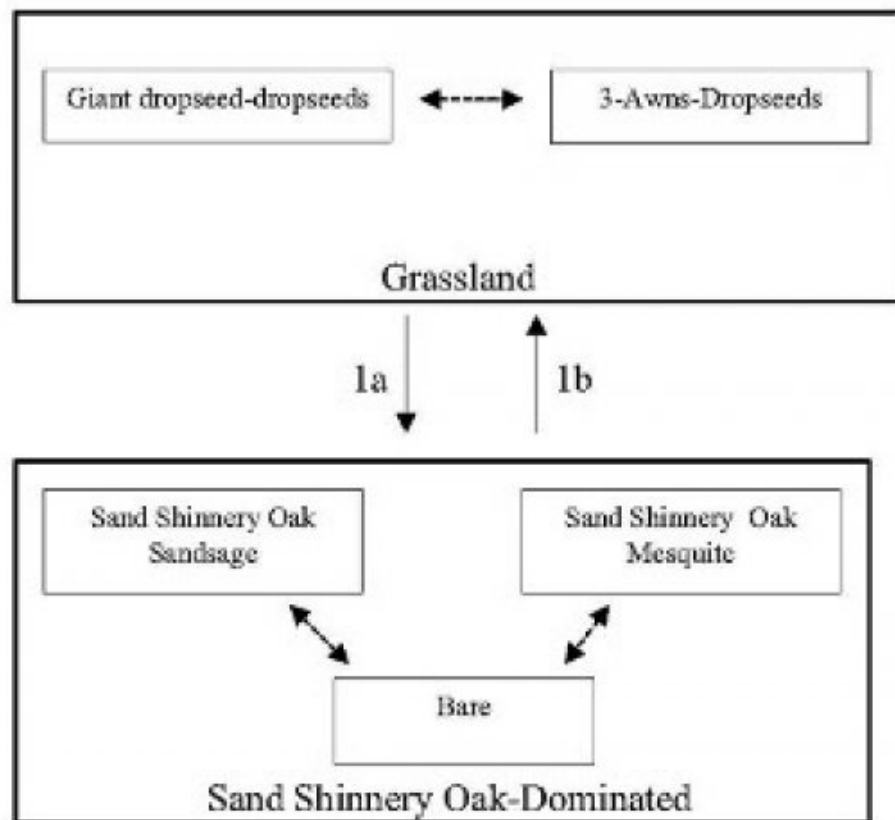 Giant dropseed-dropseeds
3-Awns-Dropseeds
Grassland
1a
1b
Sand Shinnery Oak
Sandsage
Sand Shinnery Oak
Mesquite
Bare
Sand Shinnery Oak-Dominated